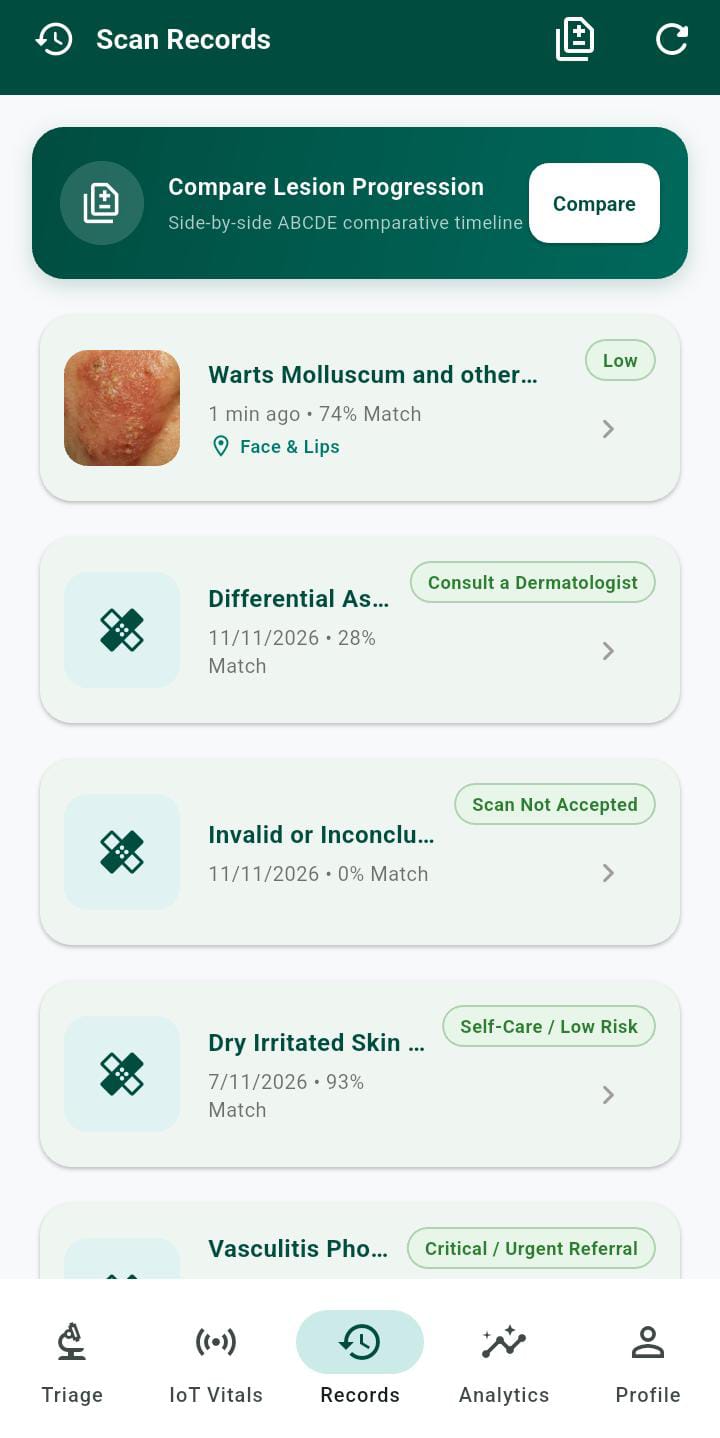 Scan Records
Compare Lesion Progression
Side-by-side ABCDE comparative timeline
Compare
Low
Warts Molluscum and other…
1 min ago • 74% Match
Face & Lips
Consult a Dermatologist
Differential As…
11/11/2026 • 28%
Match
Scan Not Accepted
Invalid or Inconclu…
11/11/2026 • 0% Match
Self-Care / Low Risk
Dry Irritated Skin …
7/11/2026 • 93%
Match
Vasculitis Pho…
Critical / Urgent Referral
Triage
IoT Vitals
Records
Analytics
Profile